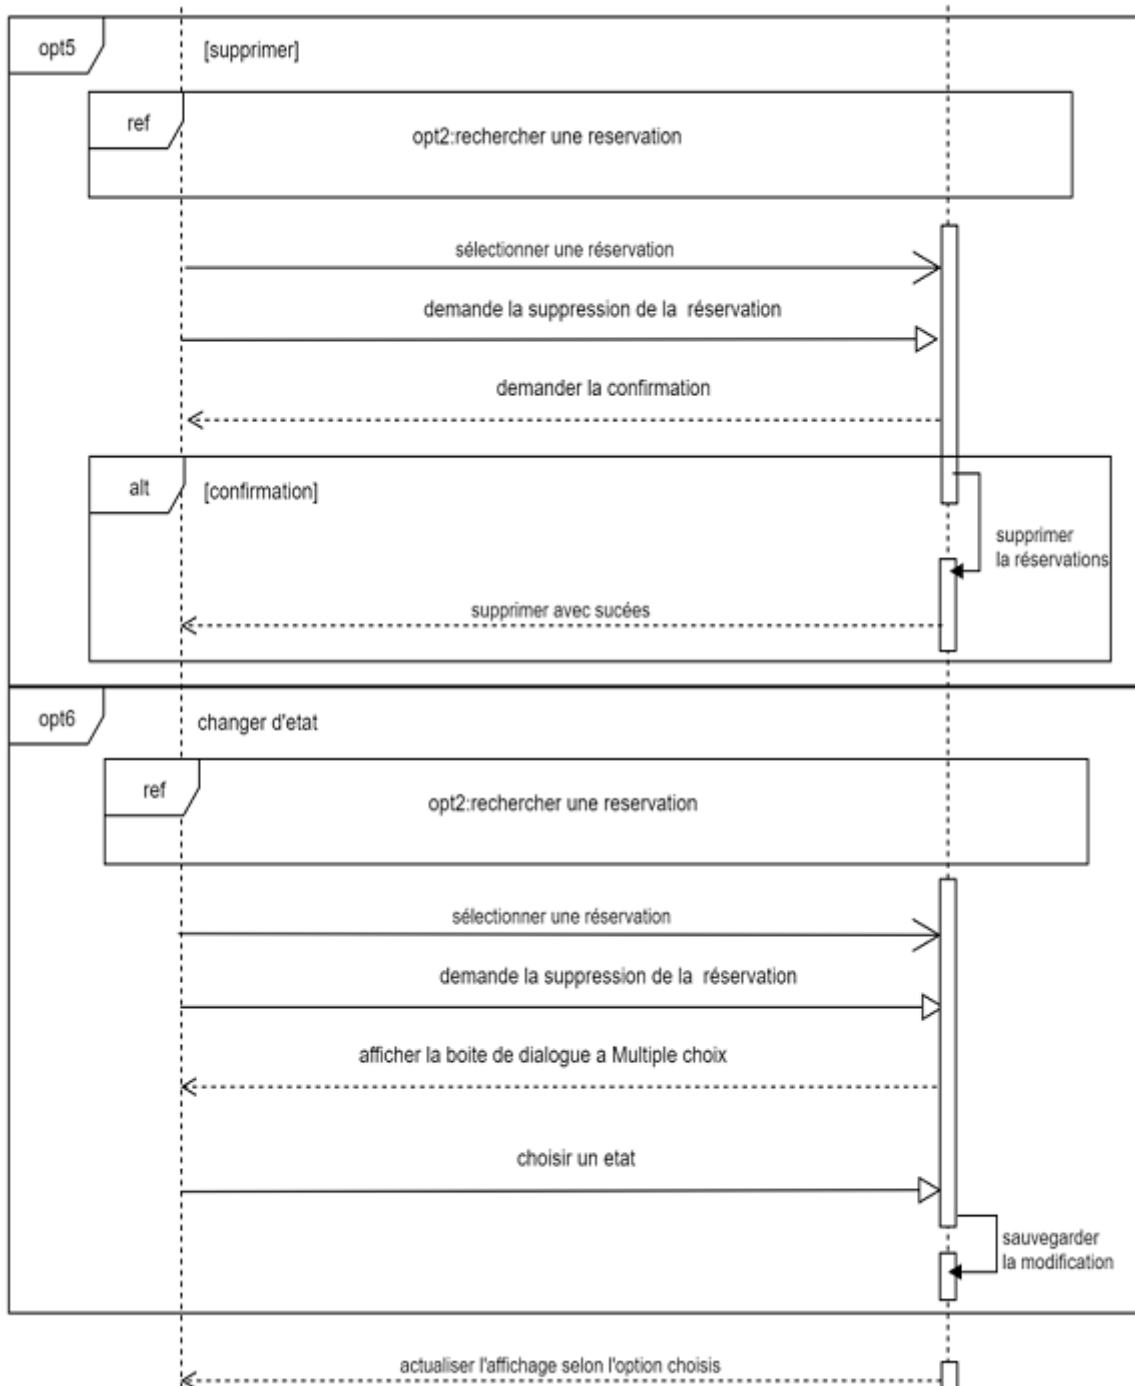 opt5
[supprimer]
ref
opt2:rechercher une reservation
sélectionner une réservation
demande la suppression de la réservation
demander la confirmation
alt
[confirmation]
supprimer
la réservations
supprimer avec sucées
opt6
changer d'etat
ref
opt2:rechercher une reservation
sélectionner une réservation
demande la suppression de la réservation
afficher la boite de dialogue a Multiple choix
choisir un etat
sauvegarder
la modification
actualiser l'affichage selon l'option choisis